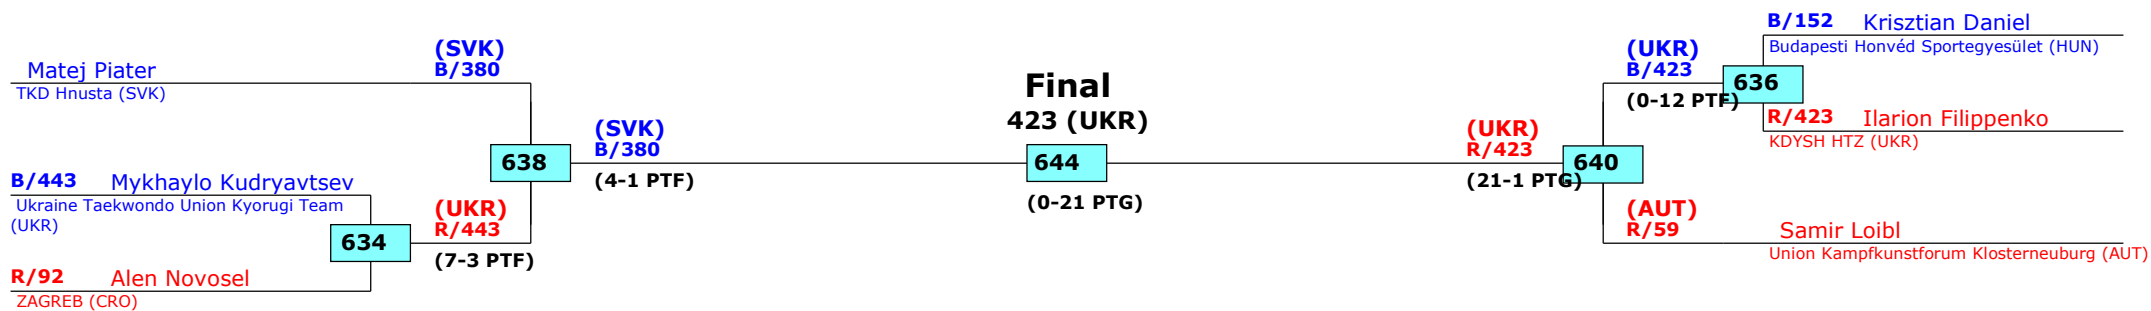 Matej Piater
TKD Hnusta (SVK)
(SVK)
B/380
B/443 Mykhaylo Kudryavtsev
Ukraine Taekwondo Union Kyorugi Team
(UKR)
R/92 Alen Novosel
ZAGREB (CRO)
634
(UKR)
R/443
(7-3 PTF)
638
(SVK)
B/380
(4-1 PTF)
Final
423 (UKR)
644
(0-21 PTG)
(UKR)
R/423
(21-1 PTG)
640
(UKR)
B/423
(0-12 PTF)
636
B/152 Krisztian Daniel
Budapesti Honvéd Sportegyesület (HUN)
R/423 Ilarion Filippenko
KDYSH HTZ (UKR)
(AUT)
R/59
Samir Loibl
Union Kampfkunstforum Klosterneuburg (AUT)